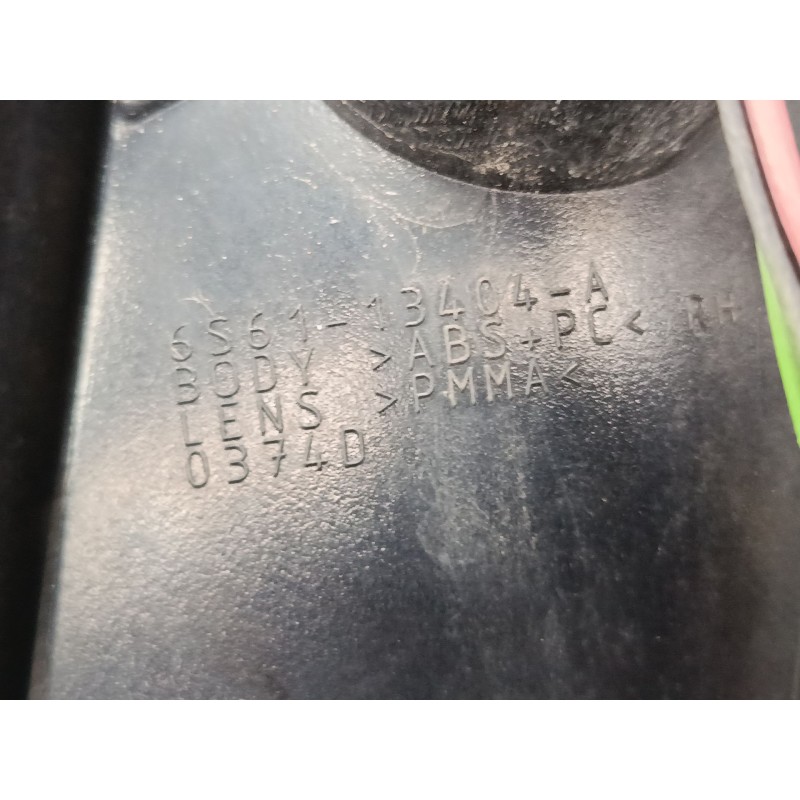 6S61-13404-A
BODY >ABS+PC< RH
LENS >PMMA<
0374D